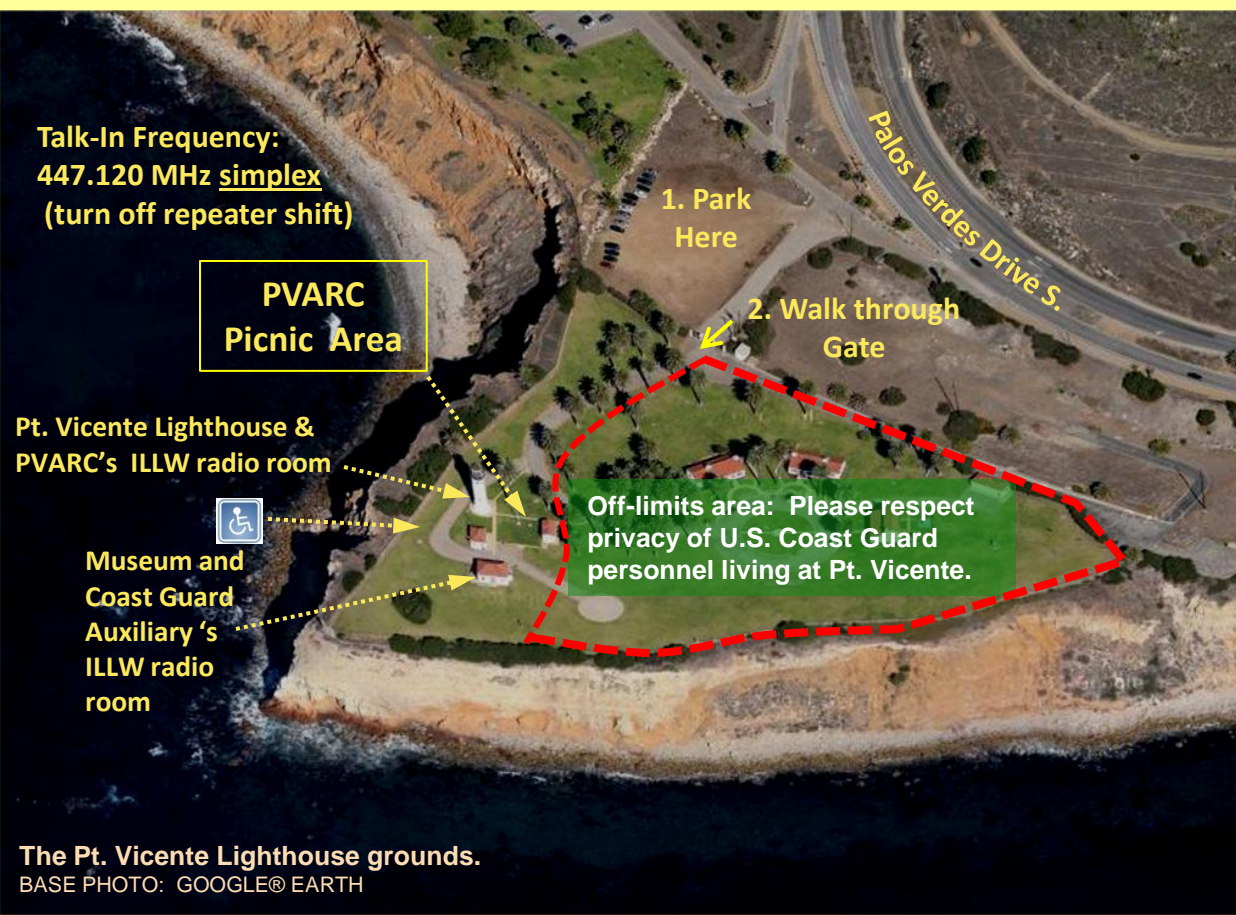 Talk-In Frequency:
447.120 MHz simplex
(turn off repeater shift)
PVARC
Picnic Area
1. Park
Here
Palos Verdes Drive S.
2. Walk through
Gate
Pt. Vicente Lighthouse &
PVARC's ILLW radio room
Museum and
Coast Guard
Auxiliary ‘s
ILLW radio
room
Off-limits area: Please respect
privacy of U.S. Coast Guard
personnel living at Pt. Vicente.
The Pt. Vicente Lighthouse grounds.
BASE PHOTO: GOOGLE® EARTH